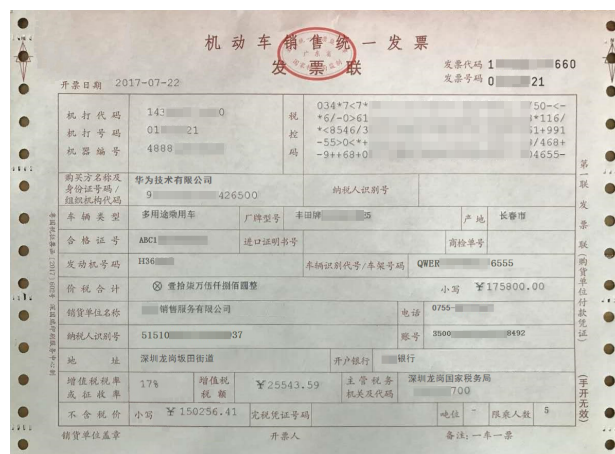 机动车销售统一发票
发票联
发票代码 1 660
发票号码 0 21
开票日期 2017-07-22
机打代码 143 0
机打号码 01 21
机器编号 4888
税控码
034*7<7* 750-<-
*6/-0>61 *116/
*<8546/3 61+991
-55>0<*+ /468+
-9++68+0 4655-
购买方名称及身份证号码/组织机构代码
华为技术有限公司
9 426500
纳税人识别号
车辆类型 多用途乘用车 厂牌型号 丰田牌 5 产地 长春市
合格证号 ABC1 进口证明书号 商检单号
发动机号码 H36 车辆识别代号/车架号码 QWER 6555
价税合计 ⊗ 壹拾柒万伍仟捌佰圆整 小写 ¥175800.00
销货单位名称 销售服务有限公司 电话 0755-
纳税人识别号 51510 37 账号 3500 8492
地址 深圳龙岗坂田街道 开户银行 银行
增值税税率或征收率 17% 增值税税额 ¥25543.59 主管税务机关及代码 深圳龙岗国家税务局 700
不含税价 小写 ¥150256.41 完税凭证号码 吨位 - 限乘人数 5
销货单位盖章 开票人 备注:一车一票
第一联 发票联(购货单位付款凭证)
(手开无效)